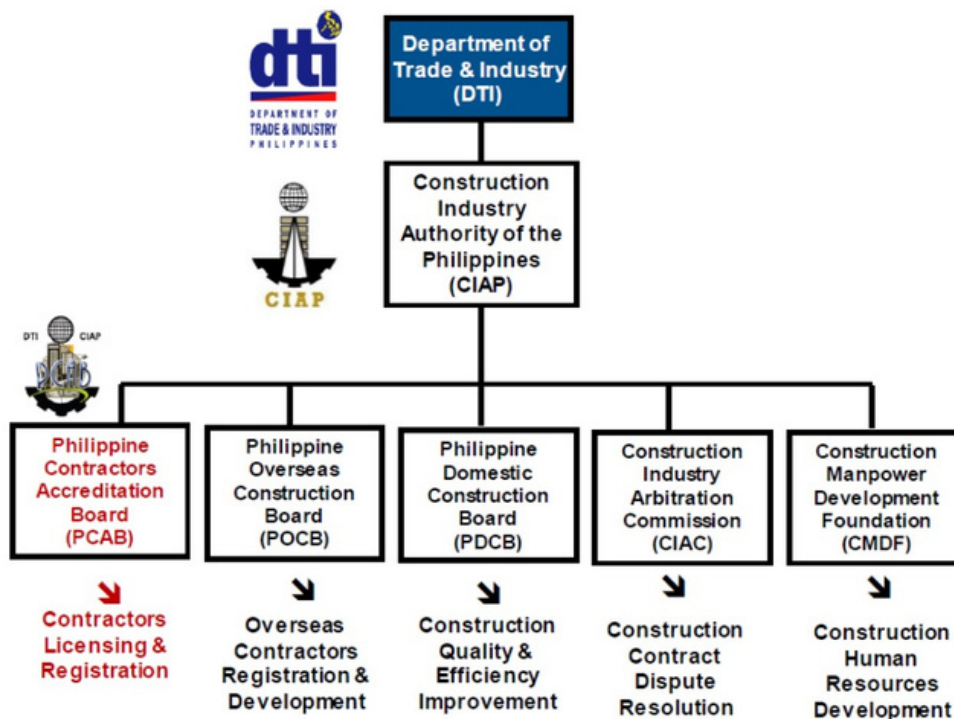 dti
DEPARTMENT OF
TRADE & INDUSTRY
PHILIPPINES
Department of
Trade & Industry
(DTI)
CIAP
Construction
Industry
Authority of the
Philippines
(CIAP)
DTI CIAP
PCAB
Philippine
Contractors
Accreditation
Board
(PCAB)
Philippine
Overseas
Construction
Board
(POCB)
Philippine
Domestic
Construction
Board
(PDCB)
Construction
Industry
Arbitration
Commission
(CIAC)
Construction
Manpower
Development
Foundation
(CMDF)
Contractors
Licensing &
Registration
Overseas
Contractors
Registration &
Development
Construction
Quality &
Efficiency
Improvement
Construction
Contract
Dispute
Resolution
Construction
Human
Resources
Development